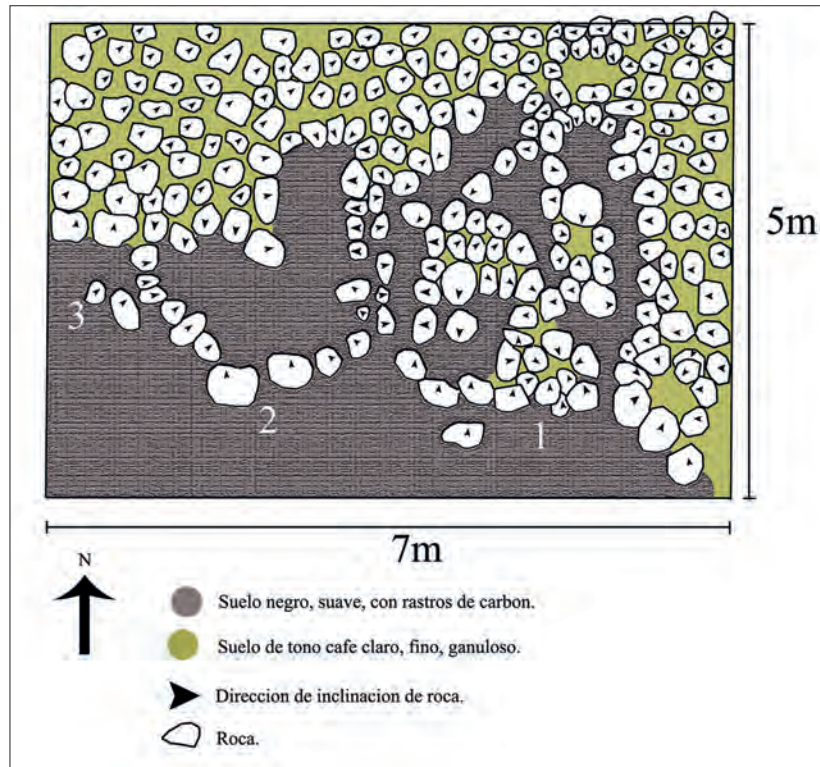 5m
3
2
1
7m
N
Suelo negro, suave, con rastros de carbon.
Suelo de tono cafe claro, fino, ganuloso.
Direccion de inclinacion de roca.
Roca.